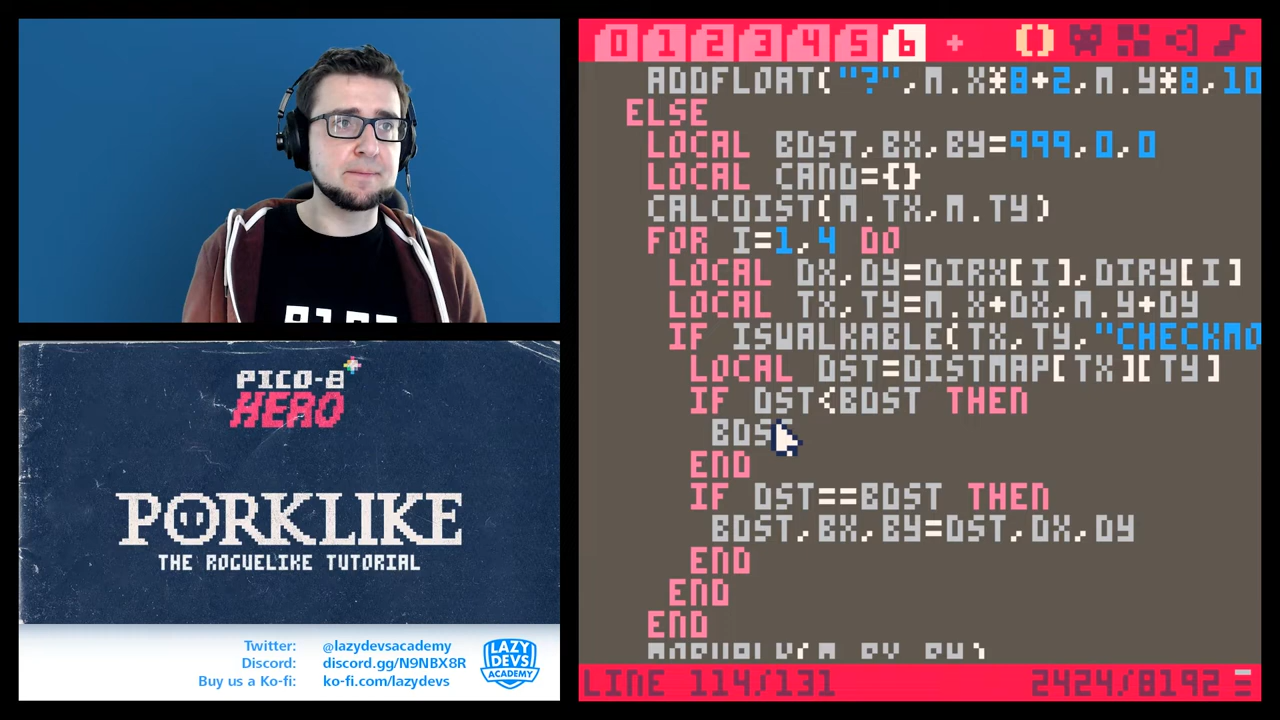 0 1 2 3 4 5 6 +
ADDFLOAT("?",M.X*8+2,M.Y*8,10
ELSE
LOCAL BDST,BX,BY=999,0,0
LOCAL CAND={}
CALCDIST(M.TX,M.TY)
FOR I=1,4 DO
LOCAL DX,DY=DIRX[I],DIRY[I]
LOCAL TX,TY=M.X+DX,M.Y+DY
IF ISWALKABLE(TX,TY,"CHECKMO
LOCAL DST=DISTMAP[TX][TY]
IF DST<BDST THEN
END
IF DST==BDST THEN
BDST,BX,BY=DST,DX,DY
END
END
END
LINE 114/131 2424/8192
PICO-8
HERO
PORKLIKE
THE ROGUELIKE TUTORIAL
Twitter: @lazydevsacademy
Discord: discord.gg/N9NBX8R
Buy us a Ko-fi: ko-fi.com/lazydevs
LAZY
DEVS
ACADEMY